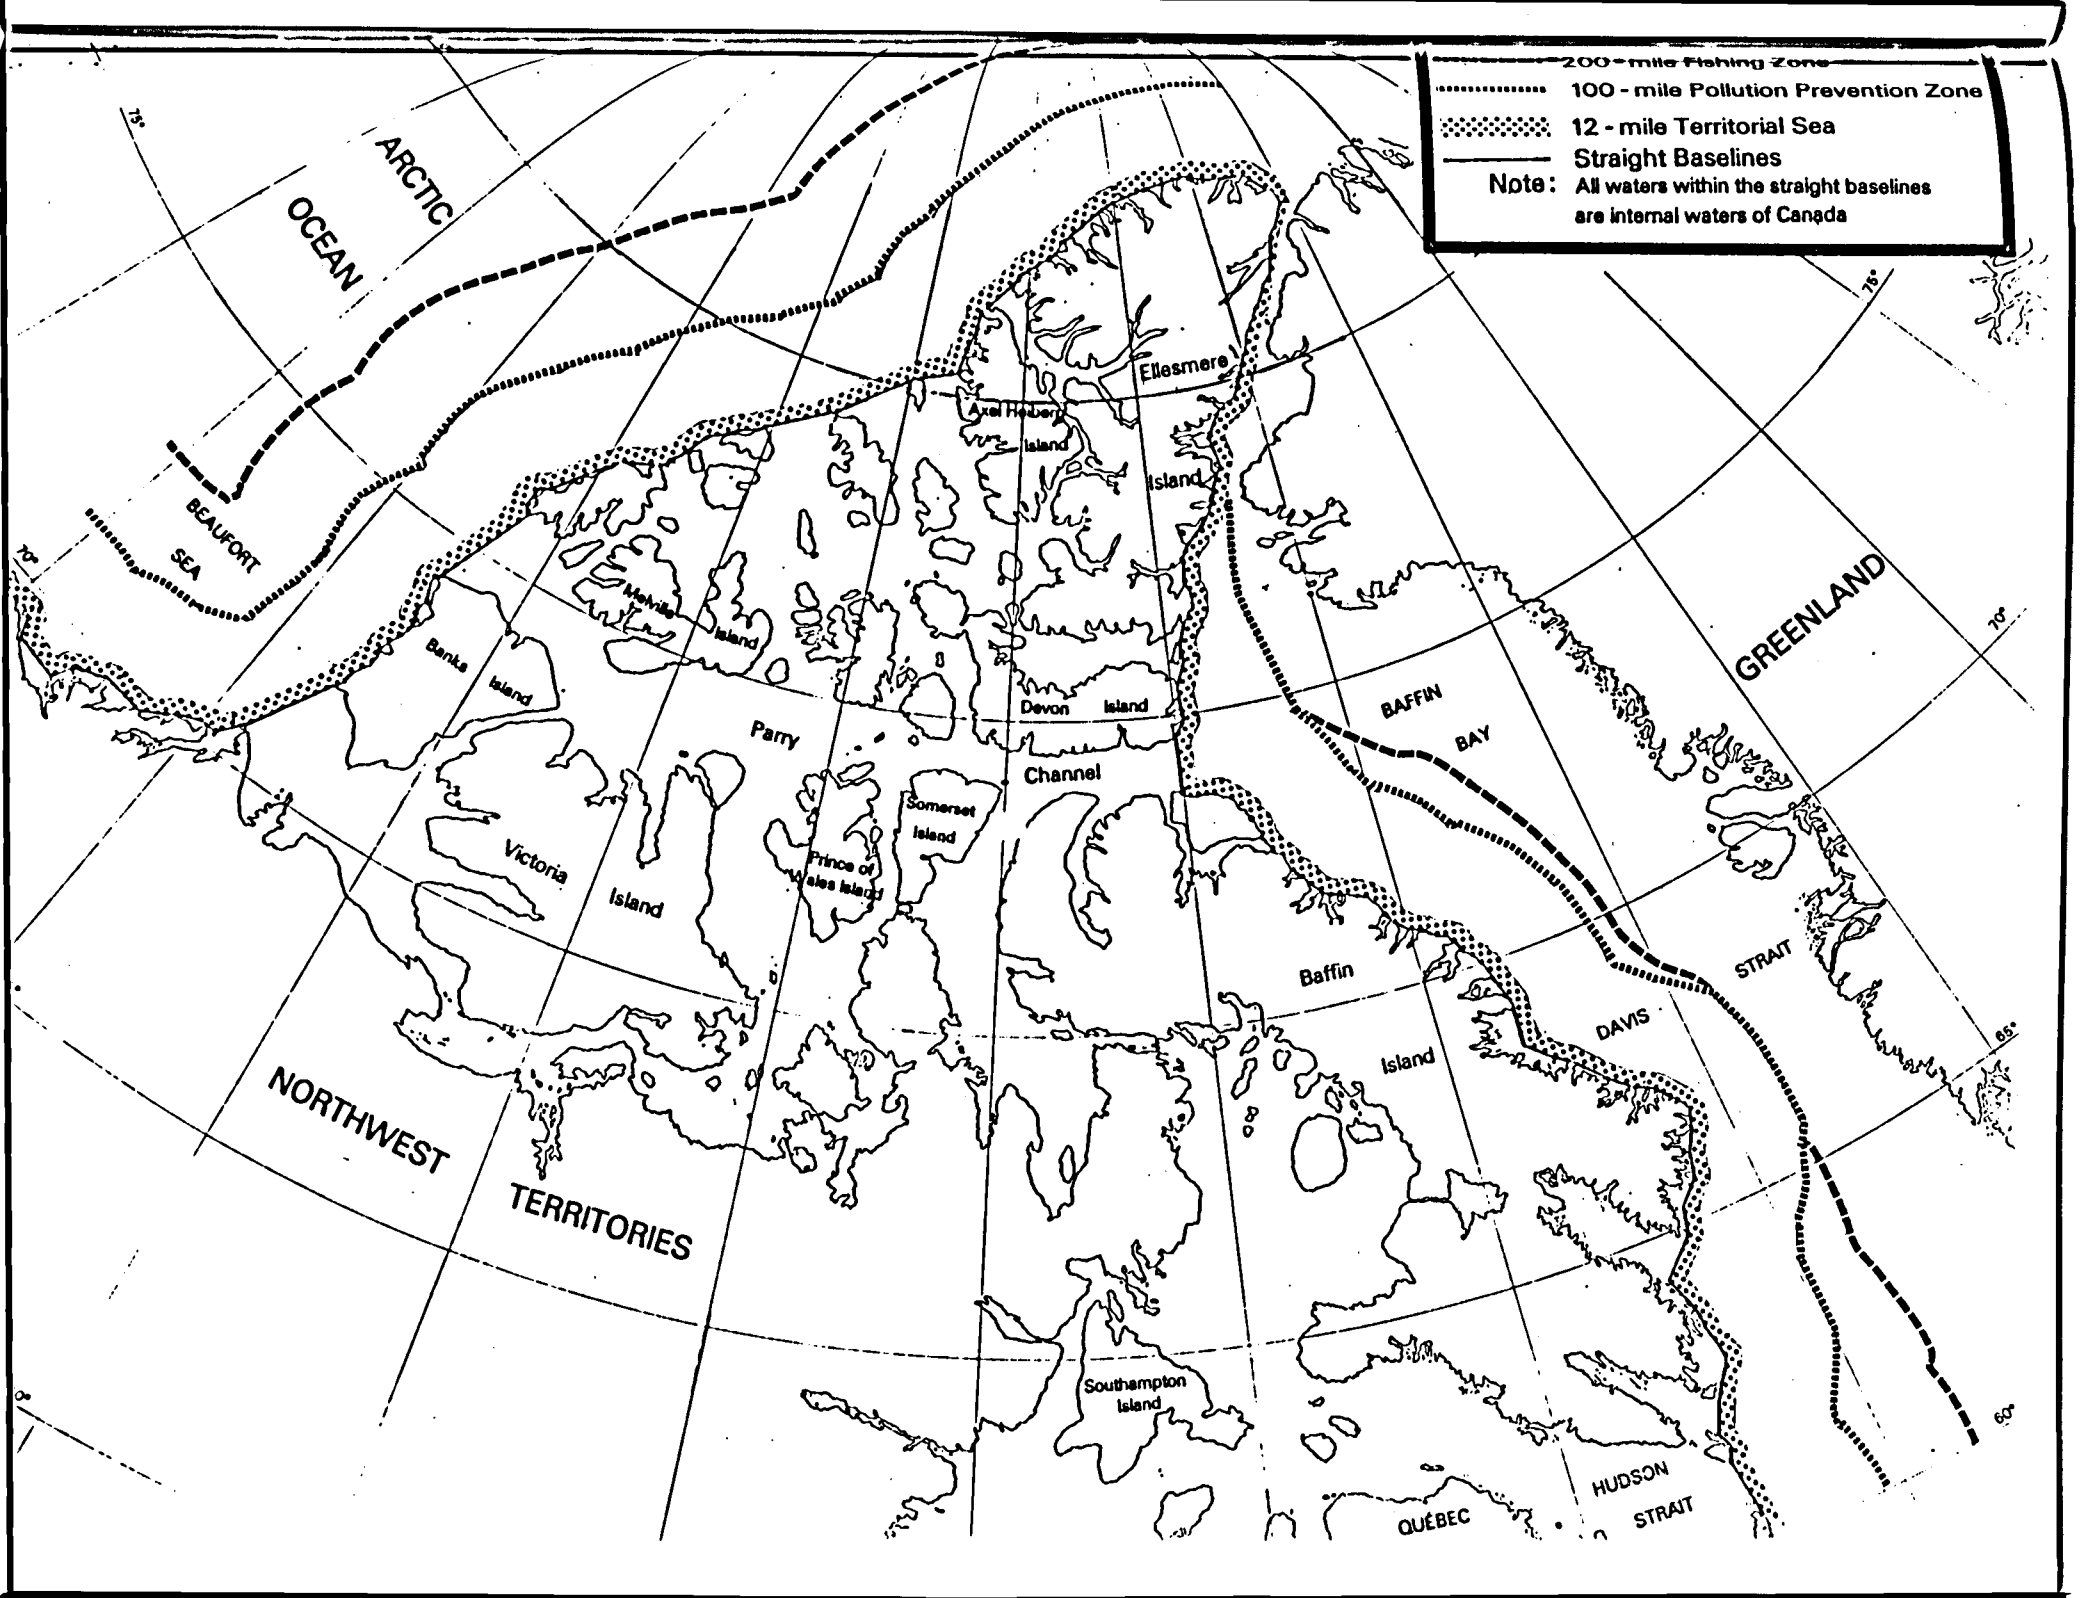 200-mile Fishing Zone
100 - mile Pollution Prevention Zone
12 - mile Territorial Sea
Straight Baselines
Note: All waters within the straight baselines
are internal waters of Canada
75°
ARCTIC
OCEAN
75°
BEAUFORT
SEA
70°
Ellesmere
Island
Axel Heiberg
Island
Melville
Island
Banks
Island
Devon Island
Parry
Channel
BAFFIN
BAY
GREENLAND
70°
Somerset
Island
Prince of
Wales Island
Victoria
Island
Baffin
Island
DAVIS
STRAIT
65°
NORTHWEST
TERRITORIES
Southampton
Island
0°
60°
HUDSON
STRAIT
QUÉBEC